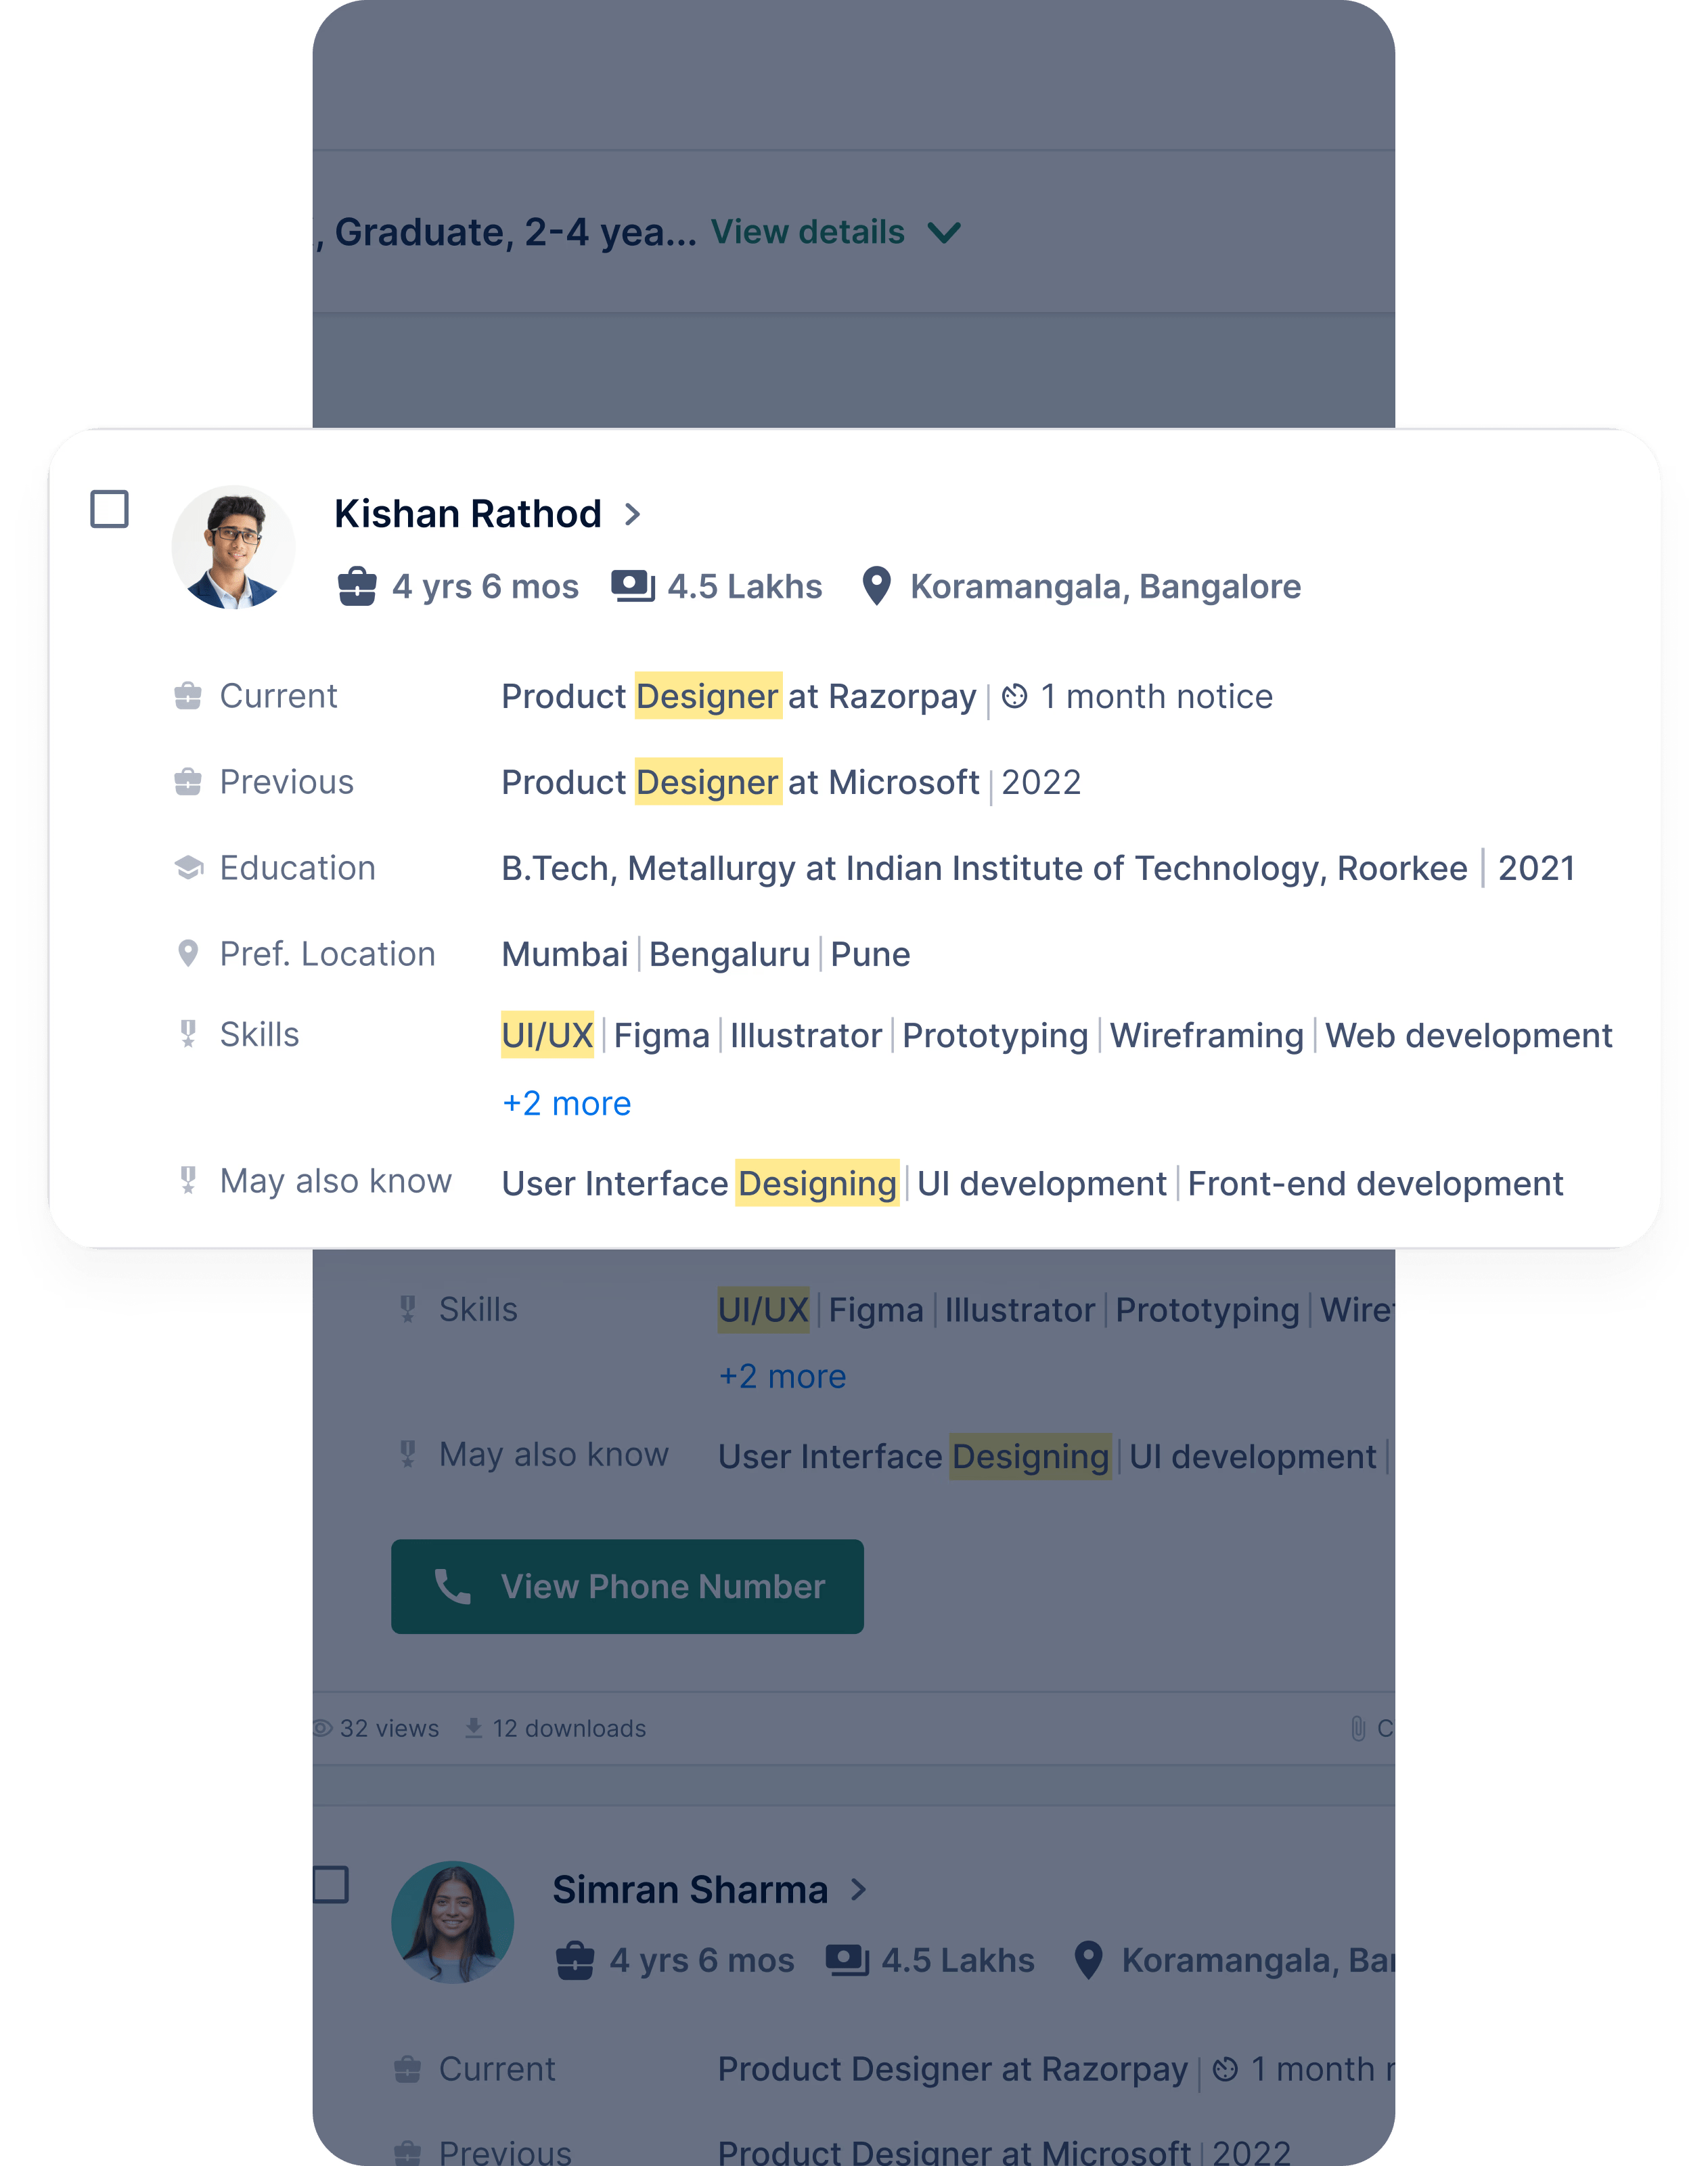 , Graduate, 2-4 yea... View details
Kishan Rathod
4 yrs 6 mos 4.5 Lakhs Koramangala, Bangalore
Current Product Designer at Razorpay | 1 month notice
Previous Product Designer at Microsoft | 2022
Education B.Tech, Metallurgy at Indian Institute of Technology, Roorkee | 2021
Pref. Location Mumbai | Bengaluru | Pune
Skills UI/UX | Figma | Illustrator | Prototyping | Wireframing | Web development
+2 more
May also know User Interface Designing | UI development | Front-end development
Skills UI/UX | Figma | Illustrator | Prototyping | Wire
+2 more
May also know User Interface Designing | UI development |
View Phone Number
32 views 12 downloads C
Simran Sharma
4 yrs 6 mos 4.5 Lakhs Koramangala, Ban
Current Product Designer at Razorpay | 1 month n
Previous Product Designer at Microsoft | 2022